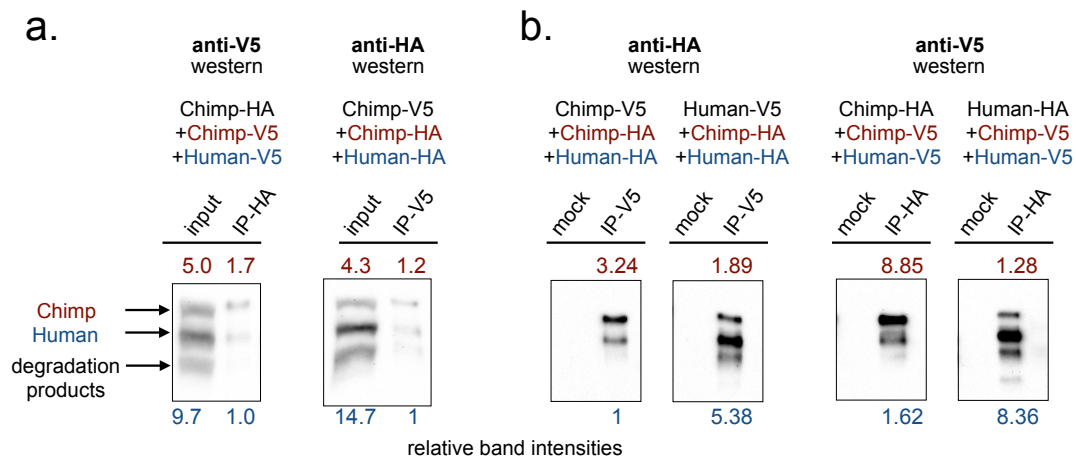 a.
anti-V5
western
Chimp-HA
+Chimp-V5
+Human-V5
input
IP-HA
5.0 1.7
9.7 1.0
anti-HA
western
Chimp-V5
+Chimp-HA
+Human-HA
input
IP-V5
4.3 1.2
14.7 1
Chimp
Human
degradation
products
b.
anti-HA
western
Chimp-V5
+Chimp-HA
+Human-HA
mock
IP-V5
3.24
1
Human-V5
+Chimp-HA
+Human-HA
mock
IP-V5
1.89
5.38
anti-V5
western
Chimp-HA
+Chimp-V5
+Human-V5
mock
IP-HA
8.85
1.62
Human-HA
+Chimp-V5
+Human-V5
mock
IP-HA
1.28
8.36
relative band intensities